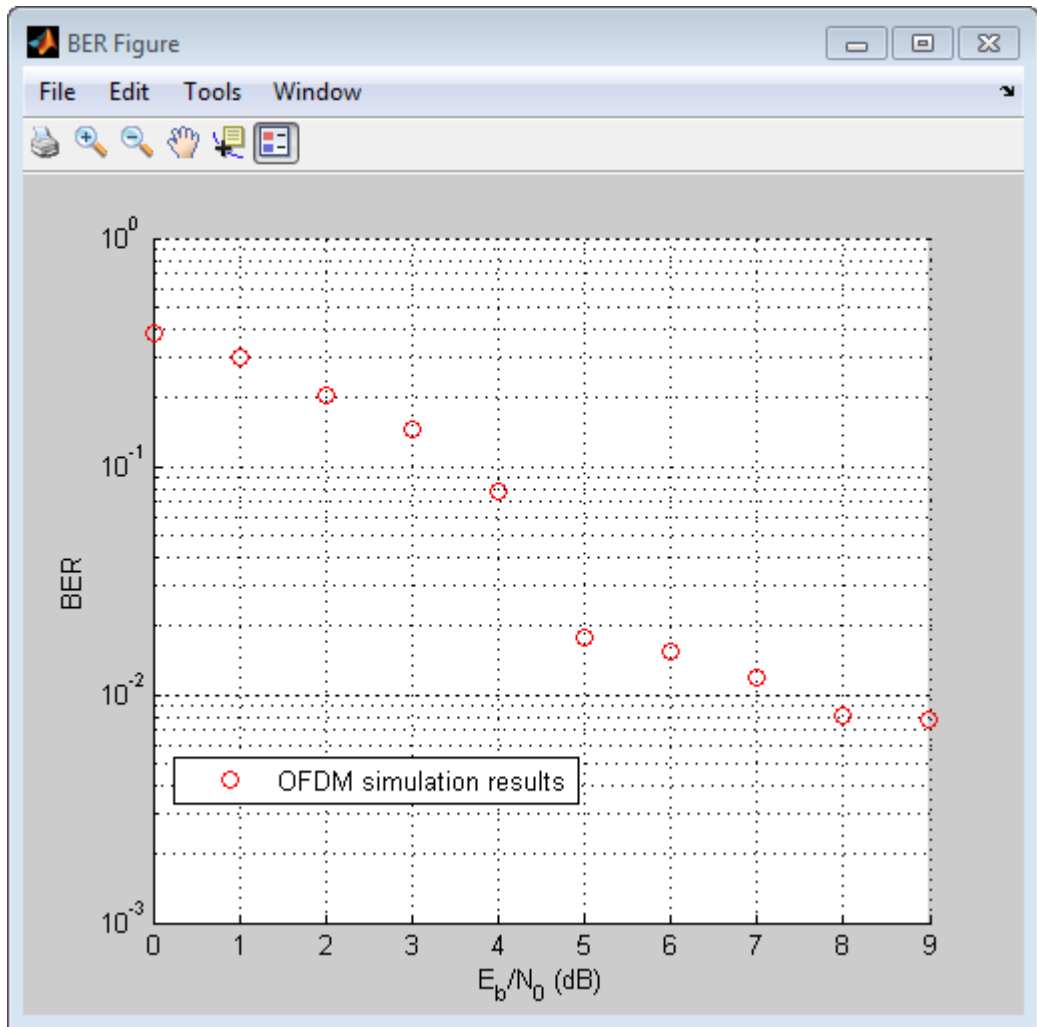 BER Figure
File Edit Tools Window
10^0
10^-1
10^-2
10^-3
BER
OFDM simulation results
0 1 2 3 4 5 6 7 8 9
E_b/N_0 (dB)